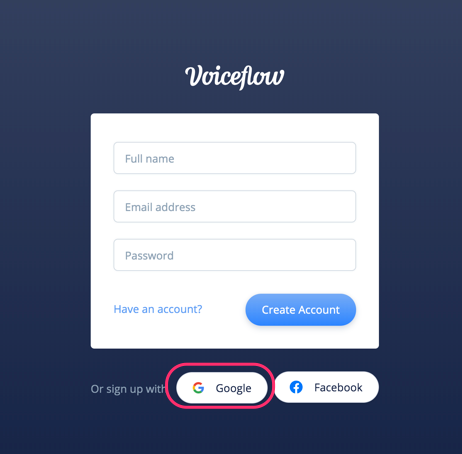 Voiceflow
Full name
Email address
Password
Have an account? Create Account
Or sign up with Google Facebook